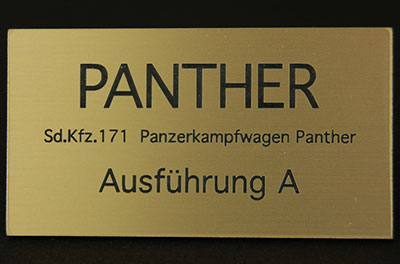 PANTHER
Sd.Kfz.171 Panzerkampfwagen Panther
Ausführung A